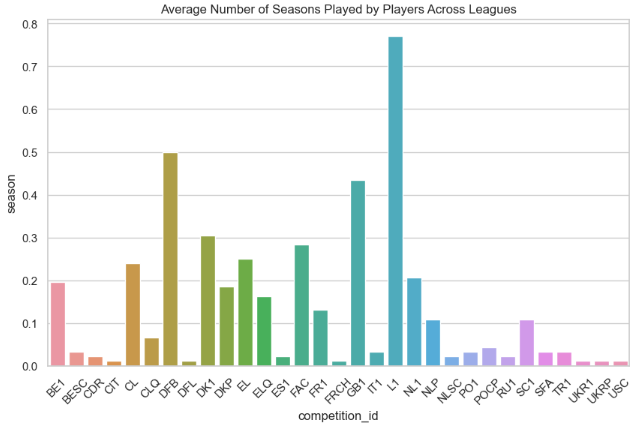 Average Number of Seasons Played by Players Across Leagues
0.8
0.7
0.6
0.5
0.4
0.3
0.2
0.1
0.0
season
BE1 BESC CDR CIT CL CLQ DFB DFL DK1 DKP EL ELQ ES1 FAC FR1 FRCH GB1 IT1 L1 NL1 NLP NLSC PO1 POCP RU1 SC1 SFA TR1 UKR1 UKRP USC
competition_id